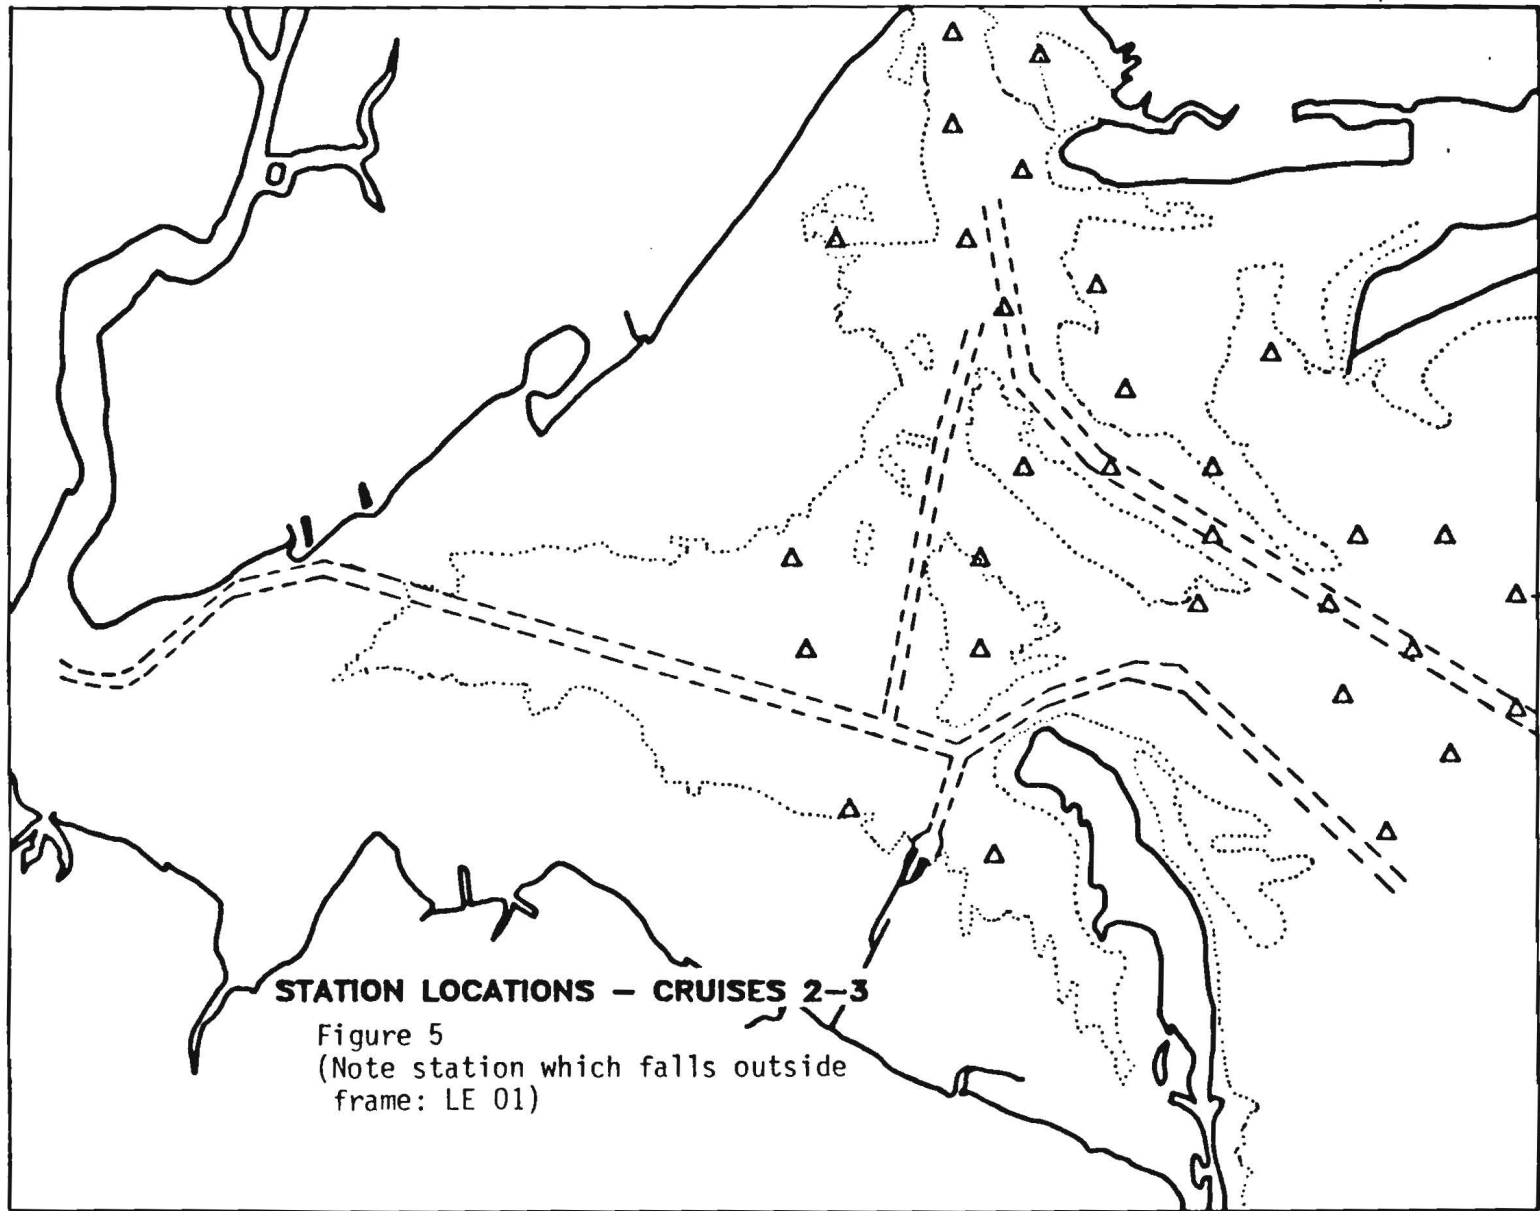 STATION LOCATIONS – CRUISES 2–3
Figure 5
(Note station which falls outside
frame: LE 01)